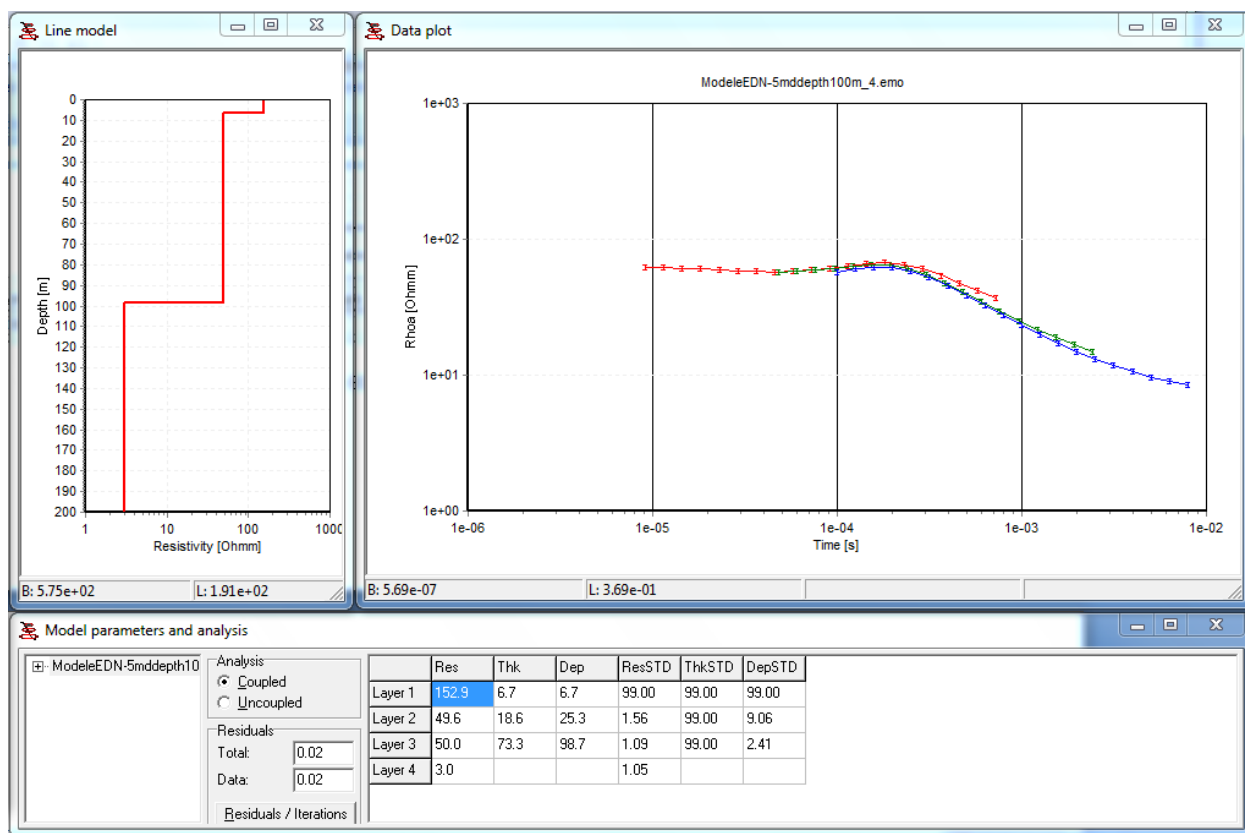 Line model
0
10
20
30
40
50
60
70
80
90
100
110
120
130
140
150
160
170
180
190
200
Depth [m]
1 10 100 1000
Resistivity [Ohmm]
B: 5.75e+02 L: 1.91e+02
Data plot
ModeleEDN-5mddepth100m_4.emo
1e+03
1e+02
1e+01
1e+00
Rhoa [Ohmm]
1e-06 1e-05 1e-04 1e-03 1e-02
Time [s]
B: 5.69e-07 L: 3.69e-01
Model parameters and analysis
ModeleEDN-5mddepth10
Analysis
Coupled
Uncoupled
Residuals
Total: 0.02
Data: 0.02
Residuals / Iterations
Res Thk Dep ResSTD ThkSTD DepSTD
Layer 1 152.9 6.7 6.7 99.00 99.00 99.00
Layer 2 49.6 18.6 25.3 1.56 99.00 9.06
Layer 3 50.0 73.3 98.7 1.09 99.00 2.41
Layer 4 3.0 1.05